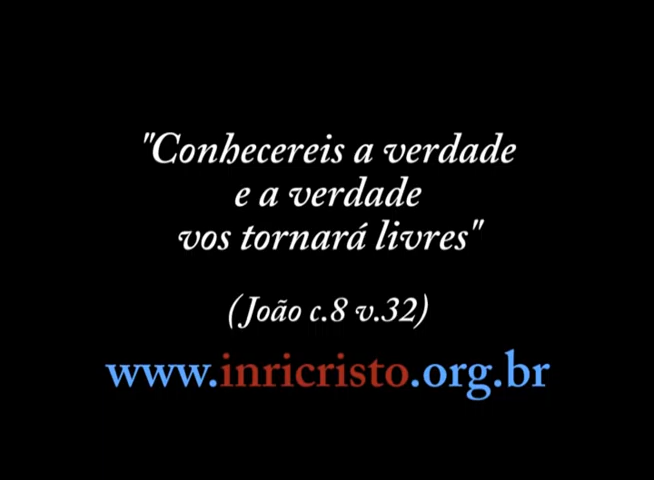 "Conhecereis a verdade
e a verdade
vos tornará livres"
(João c.8 v.32)
www.inricristo.org.br